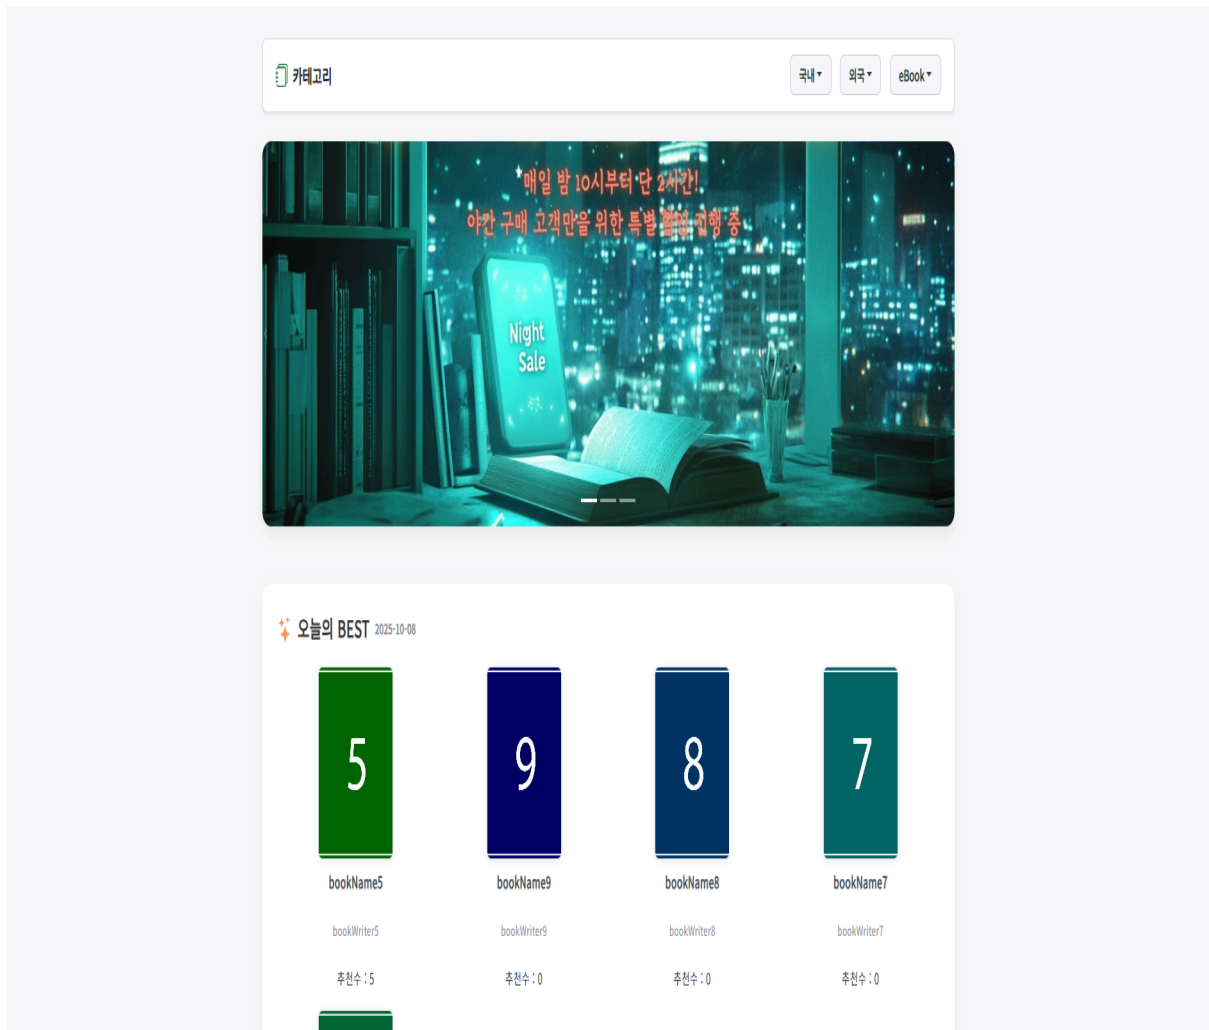 카테고리
국내
외국
eBook
매일 밤 10시부터 단 2시간!
야간 구매 고객만을 위한 특별 할인 진행 중
Night
Sale
오늘의 BEST 2025-10-08
5
9
8
7
bookName5
bookName9
bookName8
bookName7
bookWriter5
bookWriter9
bookWriter8
bookWriter7
추천수 : 5
추천수 : 0
추천수 : 0
추천수 : 0